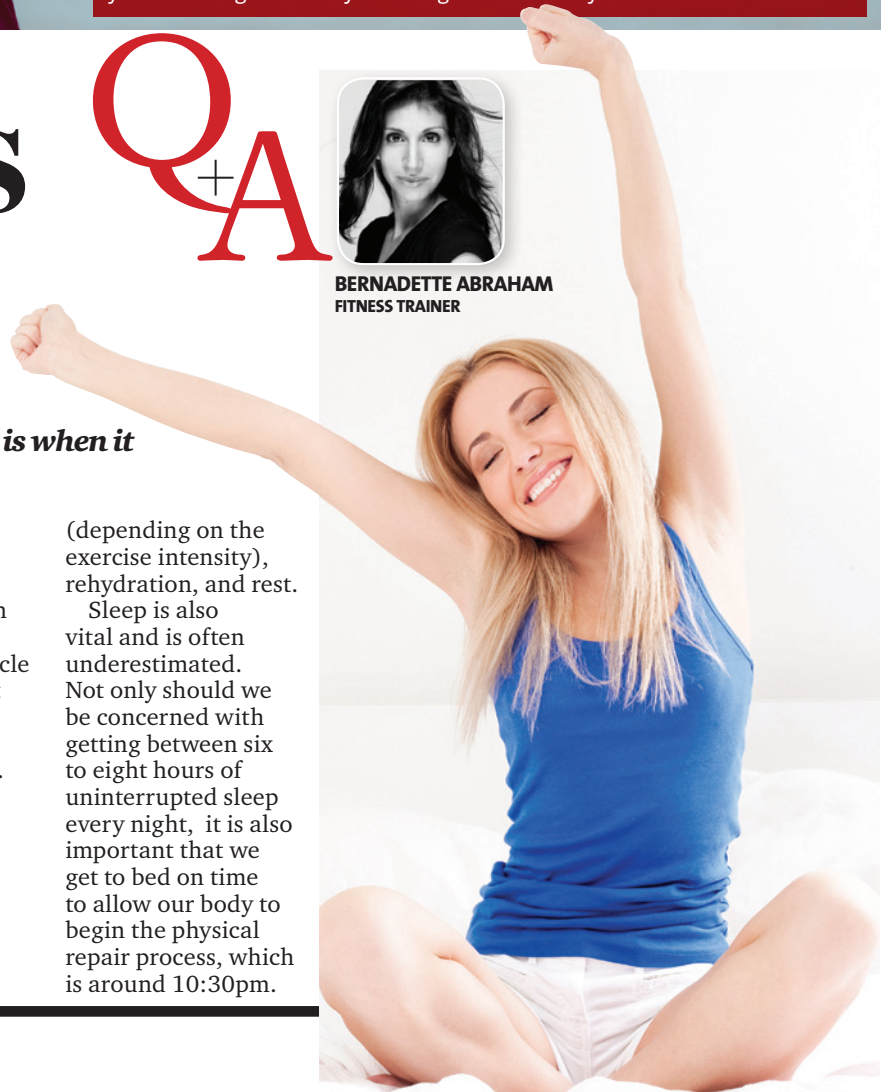 S
Q+A
BERNADETTE ABRAHAM
FITNESS TRAINER
is when it
cle
(depending on the
exercise intensity),
rehydration, and rest.
Sleep is also
vital and is often
underestimated.
Not only should we
be concerned with
getting between six
to eight hours of
uninterrupted sleep
every night, it is also
important that we
get to bed on time
to allow our body to
begin the physical
repair process, which
is around 10:30pm.